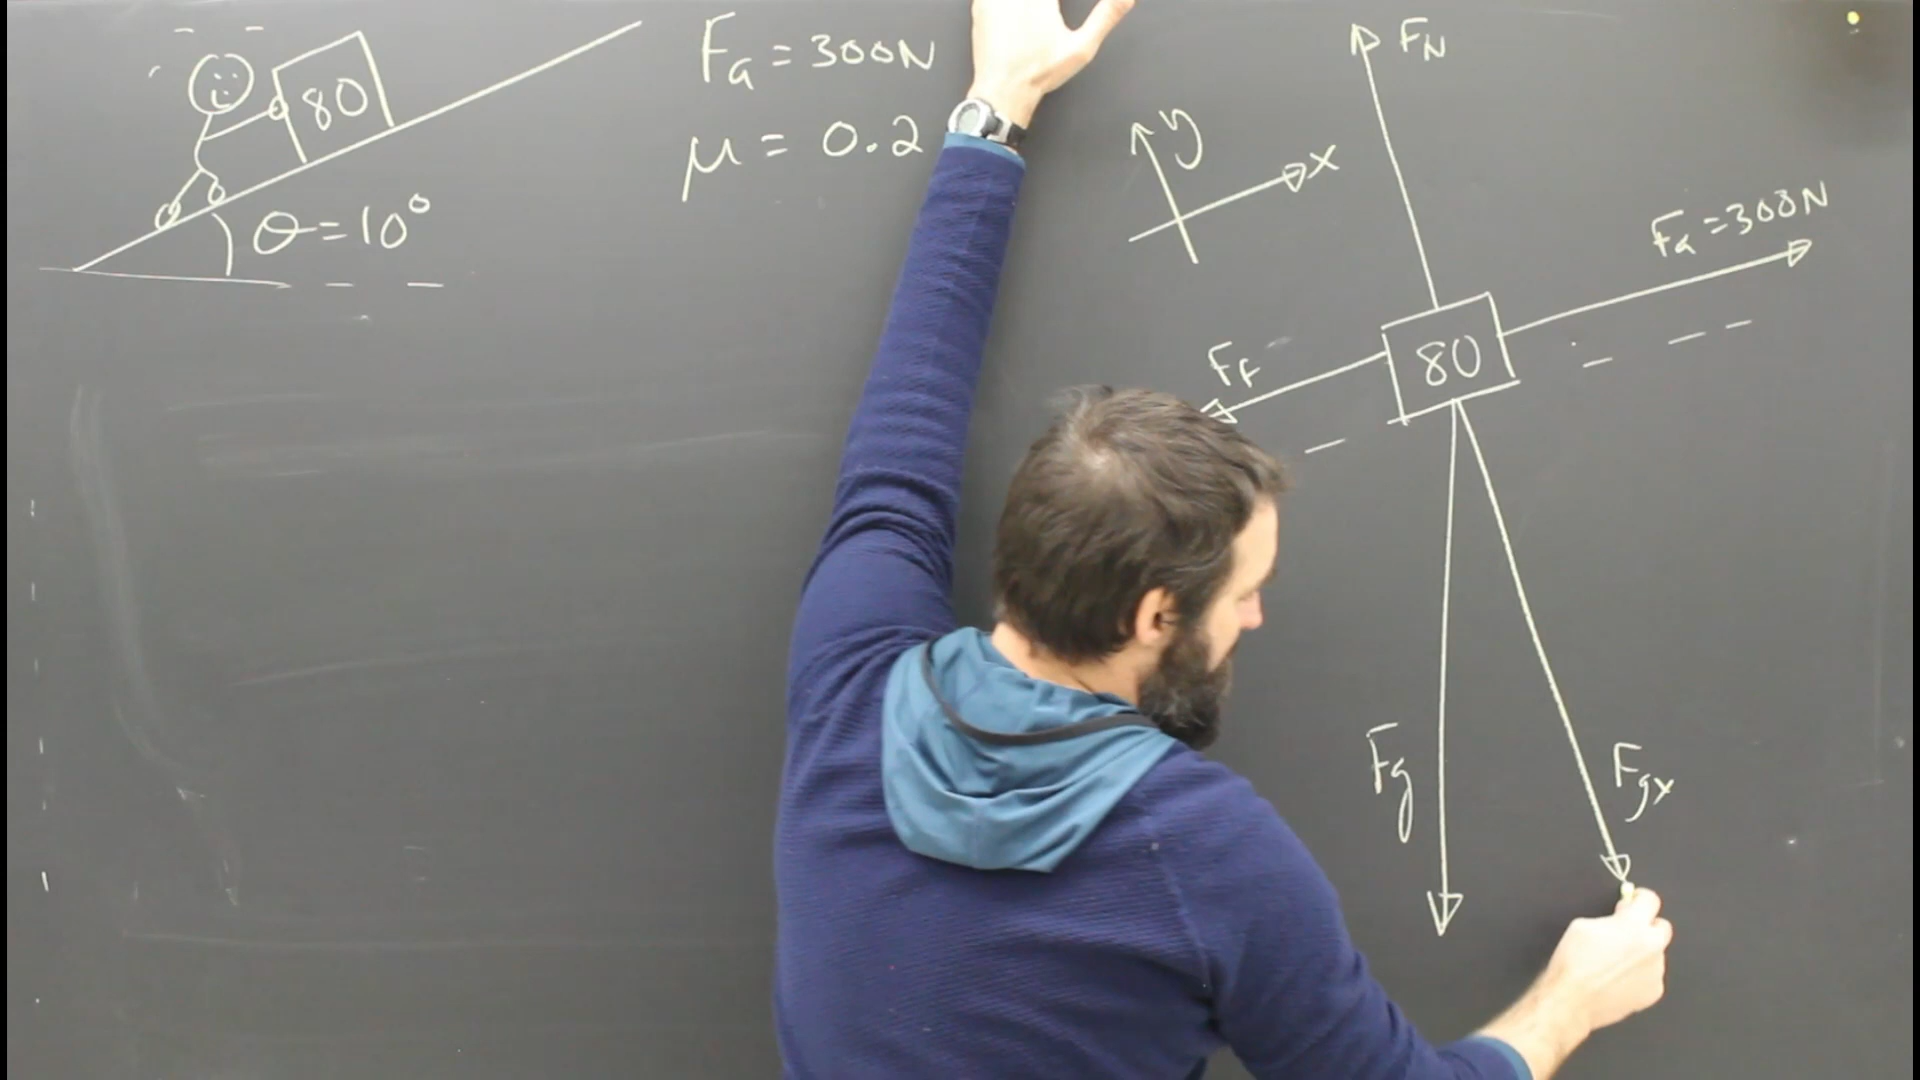 80
θ = 10°
Fa = 300N
μ = 0.2
y
x
FN
Fa = 300N
Ff
80
Fg
Fgx